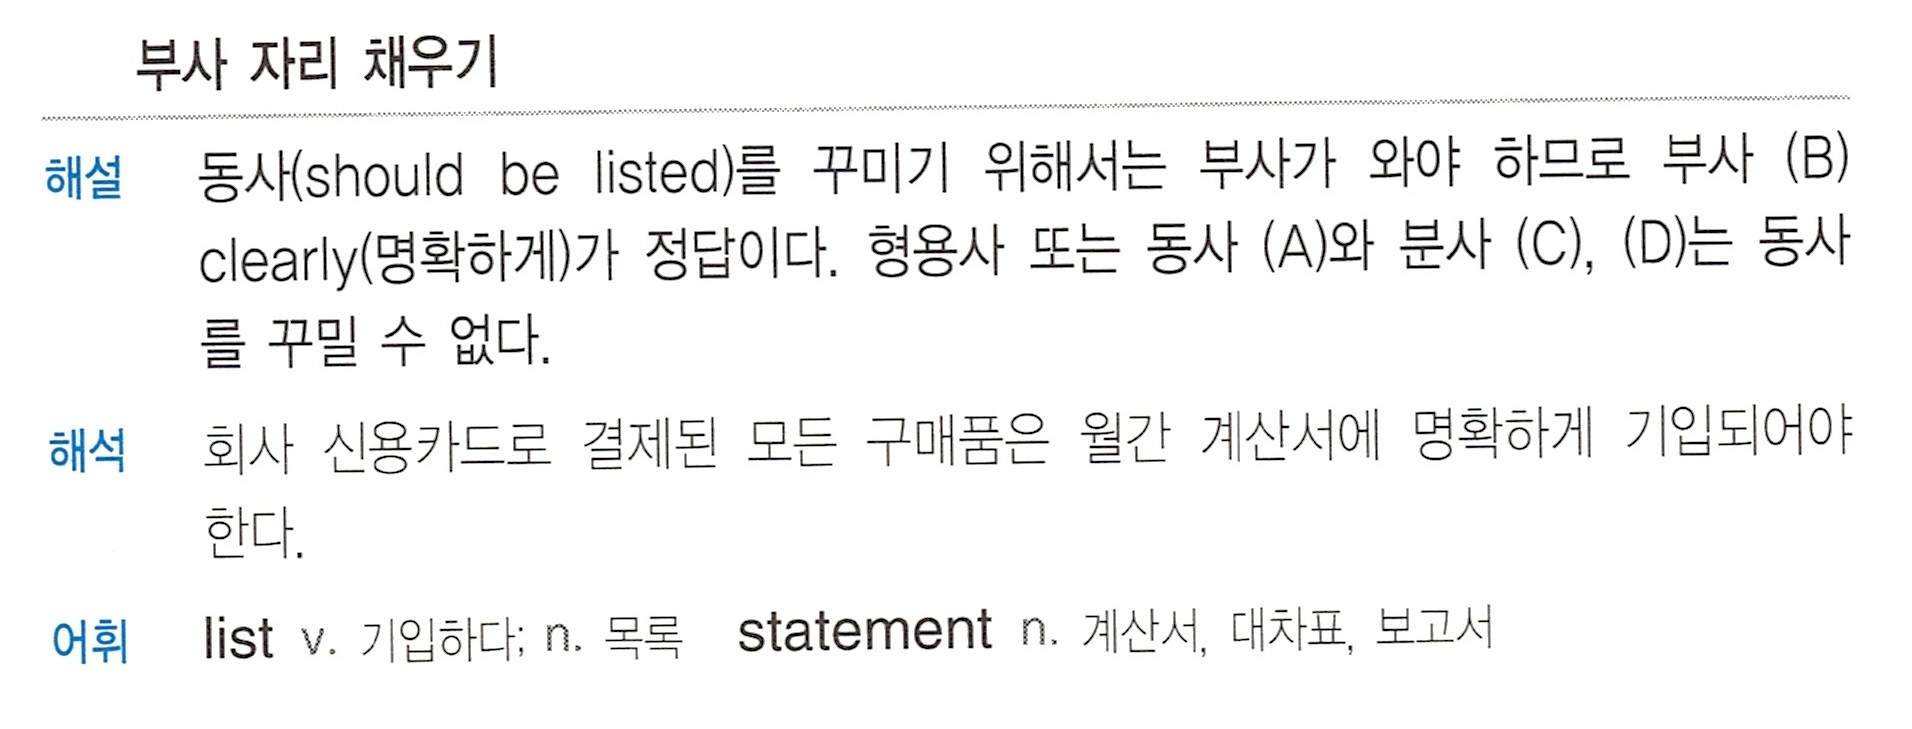 부사 자리 채우기
해설 동사(should be listed)를 꾸미기 위해서는 부사가 와야 하므로 부사 (B)
clearly(명확하게)가 정답이다. 형용사 또는 동사 (A)와 분사 (C), (D)는 동사
를 꾸밀 수 없다.
해석 회사 신용카드로 결제된 모든 구매품은 월간 계산서에 명확하게 기입되어야
한다.
어휘 list v. 기입하다; n. 목록 statement n. 계산서, 대차표, 보고서